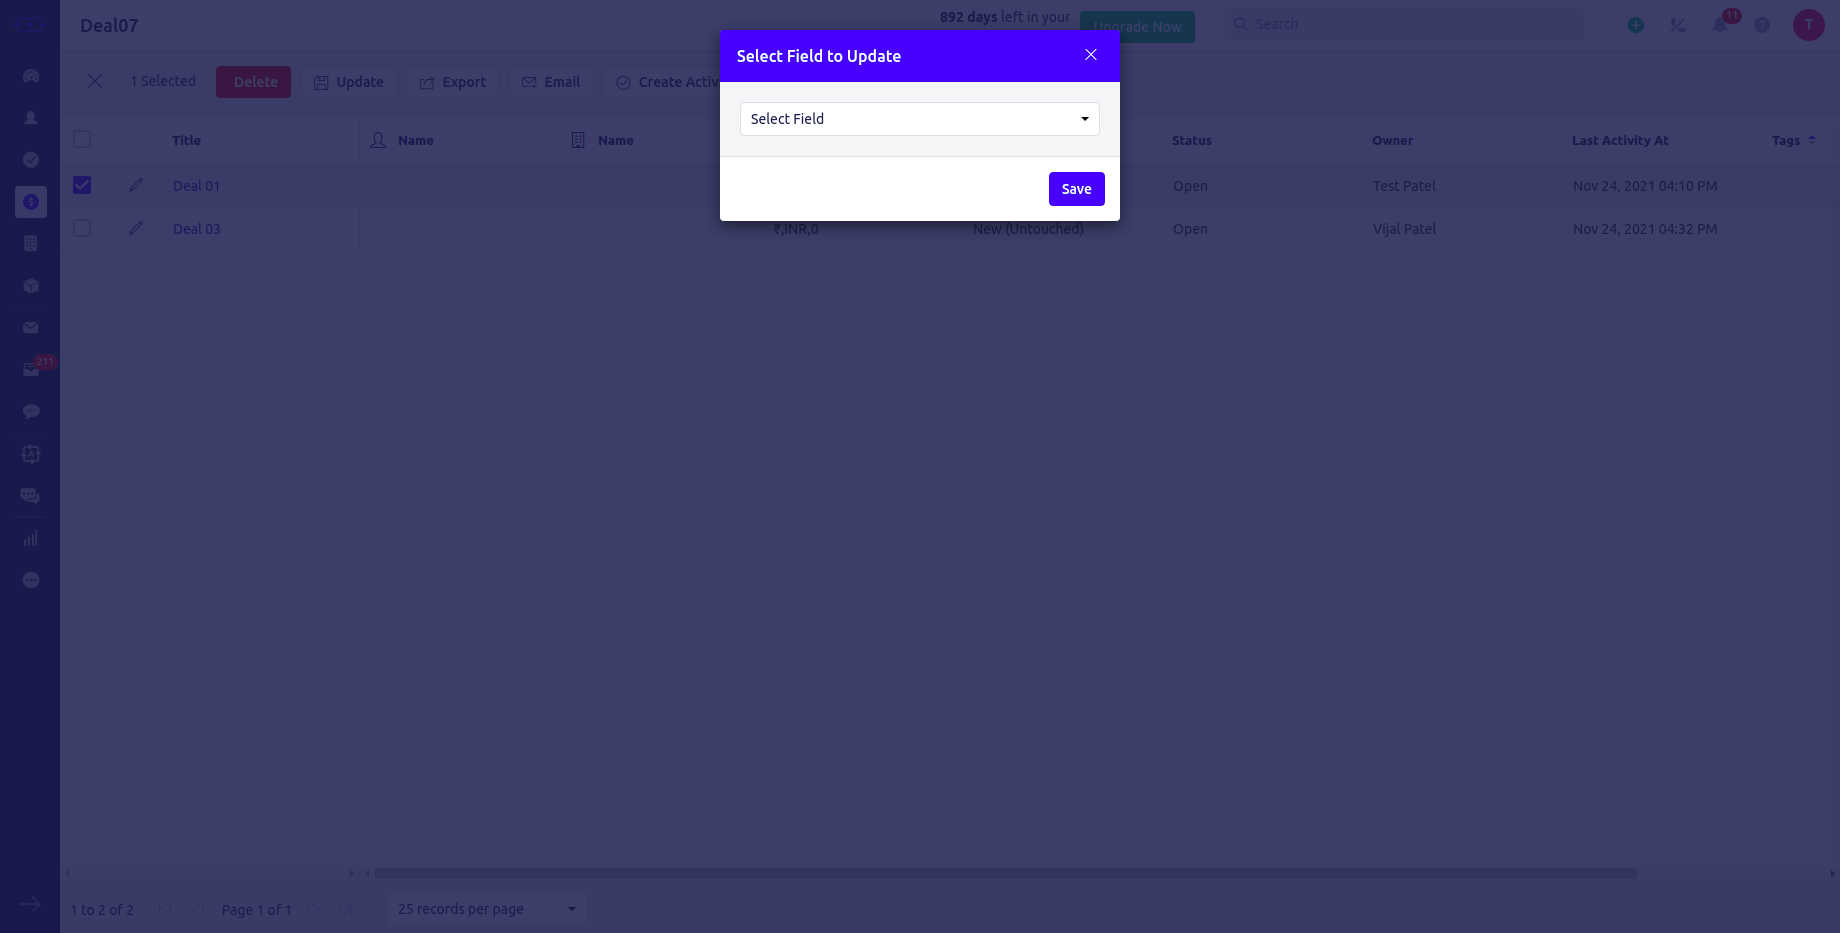 Deal07
892 days left in your
Upgrade Now
Search
11
?
T
Select Field to Update
1 Selected
Delete
Update
Export
Email
Create Activ
Select Field
Save
Title
Name
Name
Status
Owner
Last Activity At
Tags
Deal 01
Open
Test Patel
Nov 24, 2021 04:10 PM
Deal 03
₹,INR,0
New (Untouched)
Open
Vijal Patel
Nov 24, 2021 04:32 PM
$
211
A
1 to 2 of 2
Page 1 of 1
25 records per page